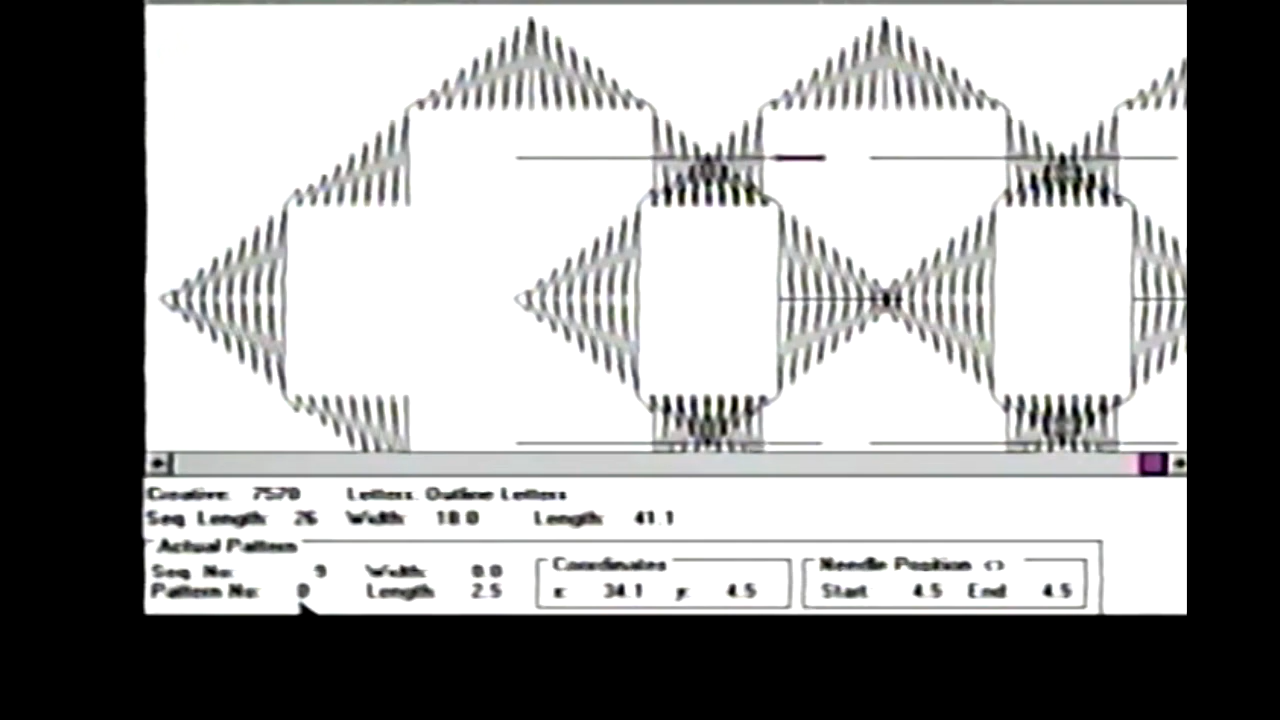 Creative: 7570 Letters: Outline Letters
Seq. Length: 26 Width: 18.0 Length: 41.1
Actual Pattern
Seq. No: 9 Width: 0.0
Pattern No: 0 Length: 2.5
Coordinates
x: 34.1 y: 4.5
Needle Position <>
Start 4.5 End 4.5